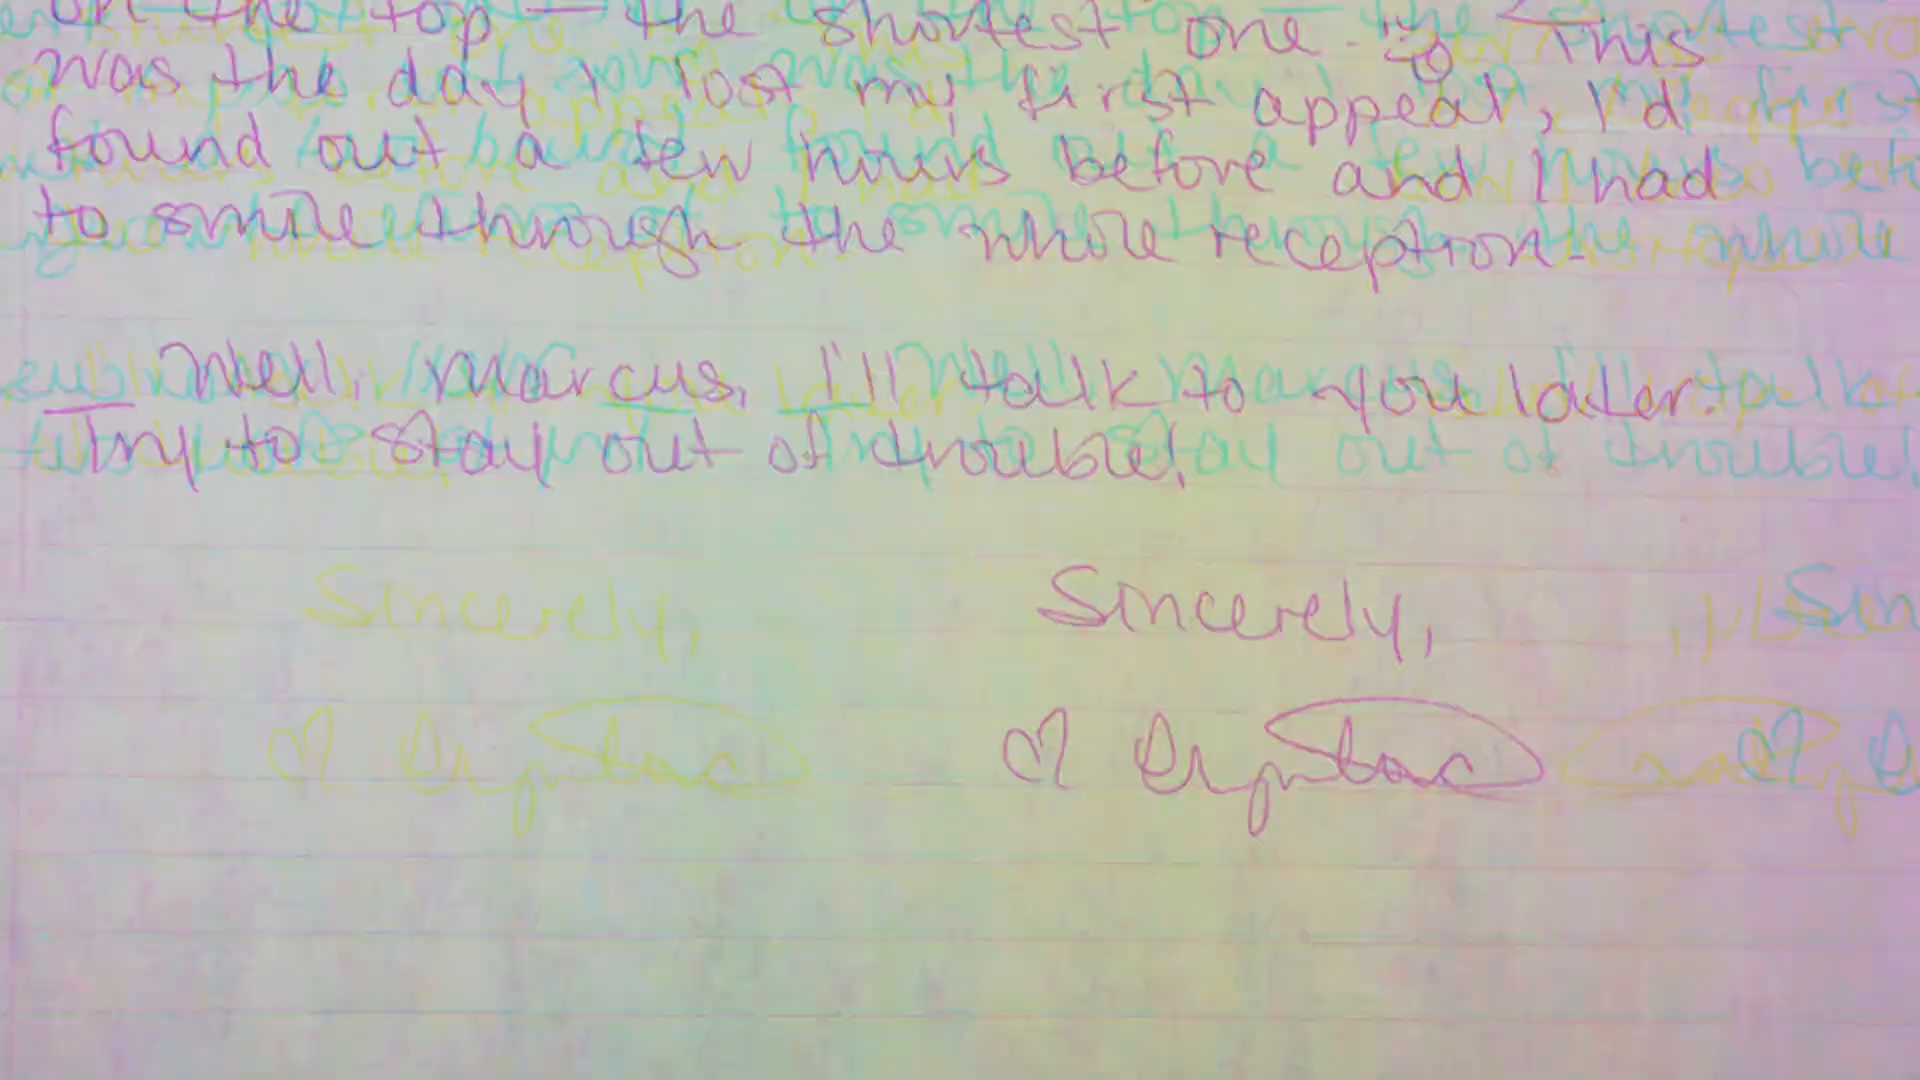 on the top — the shortest one. This
was the day I lost my first appeal, I'd
found out a few hours before and I had
to smile through the whole reception.
Well, Marcus, I'll talk to you later.
Try to stay out of trouble!
Sincerely,